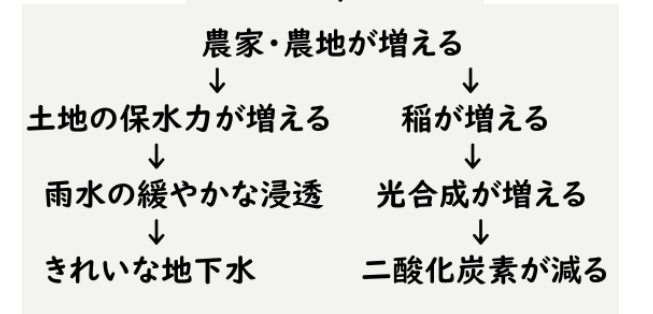 農家・農地が増える
↓ ↓
土地の保水力が増える 稲が増える
↓ ↓
雨水の緩やかな浸透 光合成が増える
↓ ↓
きれいな地下水 二酸化炭素が減る